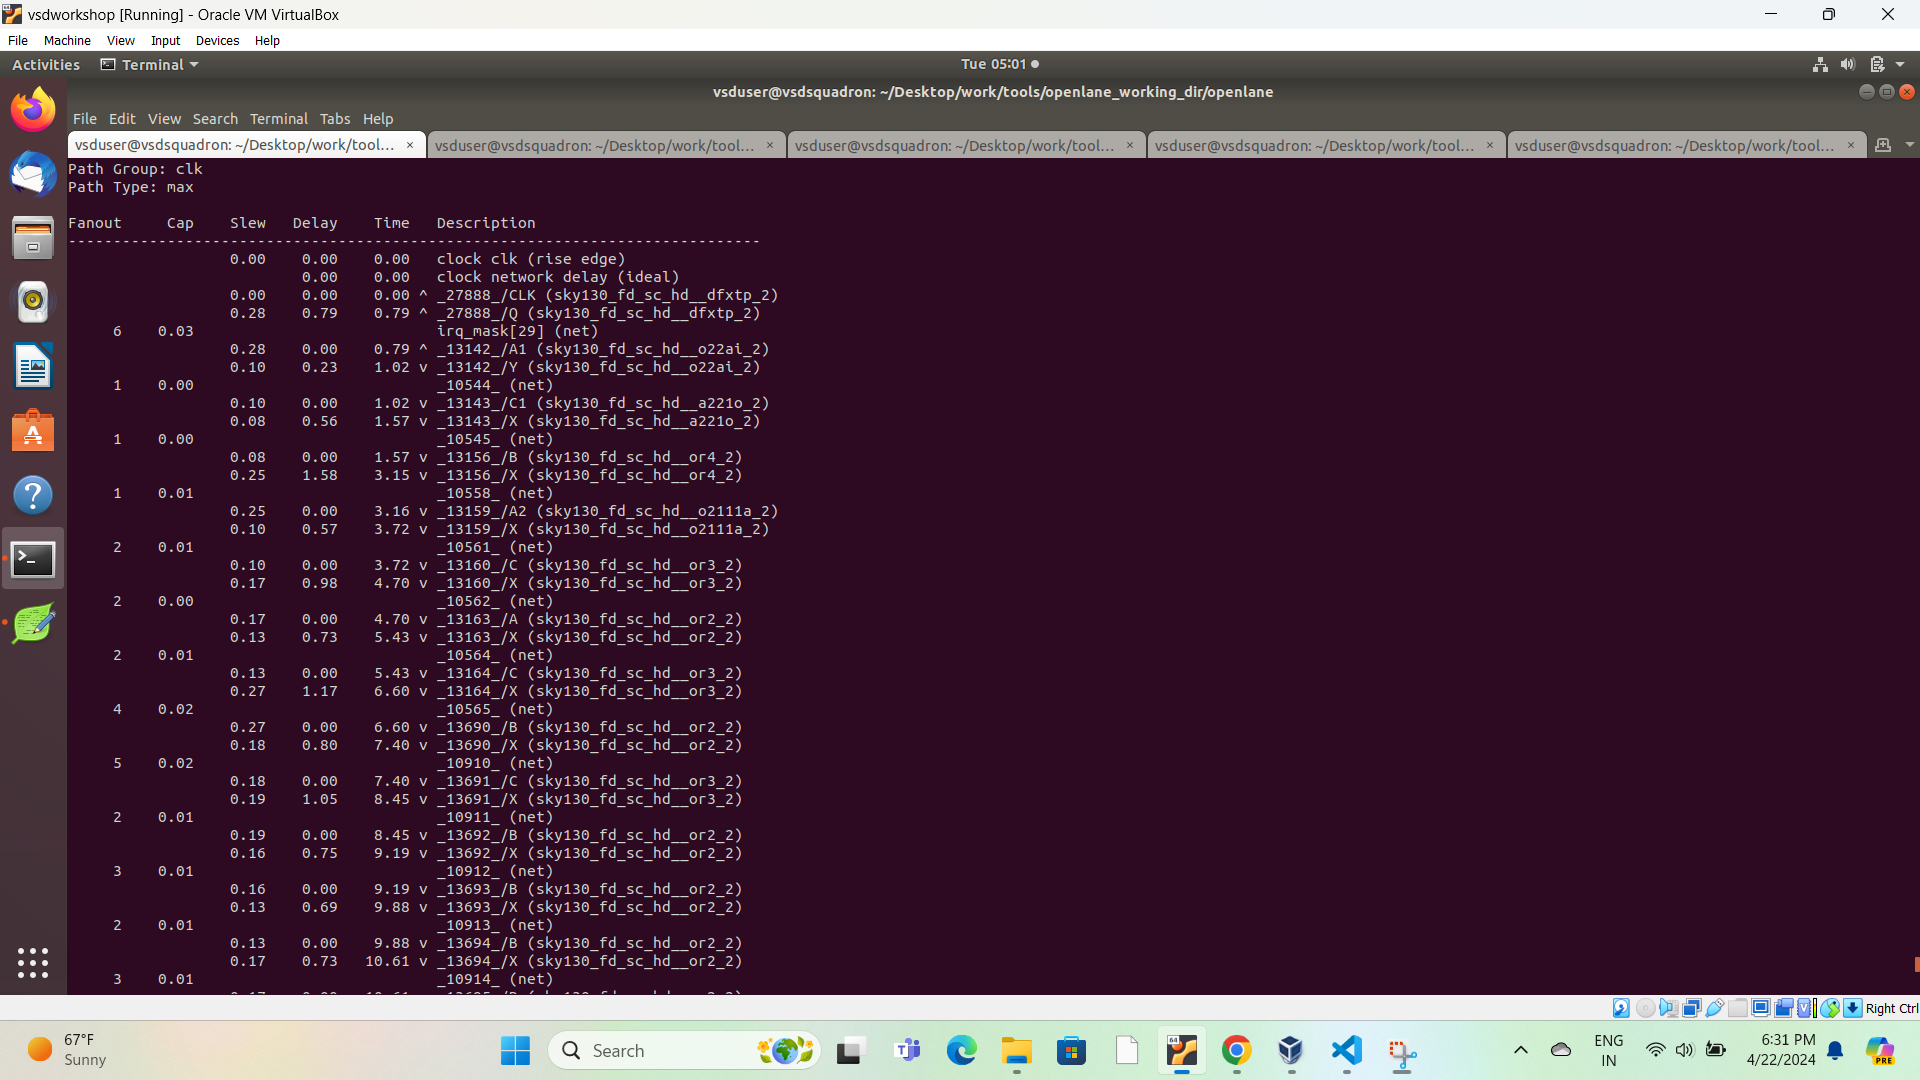 vsdworkshop [Running] - Oracle VM VirtualBox
File Machine View Input Devices Help
Activities Terminal Tue 05:01
vsduser@vsdsquadron: ~/Desktop/work/tools/openlane_working_dir/openlane
File Edit View Search Terminal Tabs Help
vsduser@vsdsquadron: ~/Desktop/work/tool... × vsduser@vsdsquadron: ~/Desktop/work/tool... × vsduser@vsdsquadron: ~/Desktop/work/tool... × vsduser@vsdsquadron: ~/Desktop/work/tool... × vsduser@vsdsquadron: ~/Desktop/work/tool... ×
Path Group: clk
Path Type: max
Fanout Cap Slew Delay Time Description
-----------------------------------------------------------------------------
0.00 0.00 0.00 clock clk (rise edge)
0.00 0.00 clock network delay (ideal)
0.00 0.00 0.00 ^ _27888_/CLK (sky130_fd_sc_hd__dfxtp_2)
0.28 0.79 0.79 ^ _27888_/Q (sky130_fd_sc_hd__dfxtp_2)
6 0.03 irq_mask[29] (net)
0.28 0.00 0.79 ^ _13142_/A1 (sky130_fd_sc_hd__o22ai_2)
0.10 0.23 1.02 v _13142_/Y (sky130_fd_sc_hd__o22ai_2)
1 0.00 _10544_ (net)
0.10 0.00 1.02 v _13143_/C1 (sky130_fd_sc_hd__a221o_2)
0.08 0.56 1.57 v _13143_/X (sky130_fd_sc_hd__a221o_2)
1 0.00 _10545_ (net)
0.08 0.00 1.57 v _13156_/B (sky130_fd_sc_hd__or4_2)
0.25 1.58 3.15 v _13156_/X (sky130_fd_sc_hd__or4_2)
1 0.01 _10558_ (net)
0.25 0.00 3.16 v _13159_/A2 (sky130_fd_sc_hd__o2111a_2)
0.10 0.57 3.72 v _13159_/X (sky130_fd_sc_hd__o2111a_2)
2 0.01 _10561_ (net)
0.10 0.00 3.72 v _13160_/C (sky130_fd_sc_hd__or3_2)
0.17 0.98 4.70 v _13160_/X (sky130_fd_sc_hd__or3_2)
2 0.00 _10562_ (net)
0.17 0.00 4.70 v _13163_/A (sky130_fd_sc_hd__or2_2)
0.13 0.73 5.43 v _13163_/X (sky130_fd_sc_hd__or2_2)
2 0.01 _10564_ (net)
0.13 0.00 5.43 v _13164_/C (sky130_fd_sc_hd__or3_2)
0.27 1.17 6.60 v _13164_/X (sky130_fd_sc_hd__or3_2)
4 0.02 _10565_ (net)
0.27 0.00 6.60 v _13690_/B (sky130_fd_sc_hd__or2_2)
0.18 0.80 7.40 v _13690_/X (sky130_fd_sc_hd__or2_2)
5 0.02 _10910_ (net)
0.18 0.00 7.40 v _13691_/C (sky130_fd_sc_hd__or3_2)
0.19 1.05 8.45 v _13691_/X (sky130_fd_sc_hd__or3_2)
2 0.01 _10911_ (net)
0.19 0.00 8.45 v _13692_/B (sky130_fd_sc_hd__or2_2)
0.16 0.75 9.19 v _13692_/X (sky130_fd_sc_hd__or2_2)
3 0.01 _10912_ (net)
0.16 0.00 9.19 v _13693_/B (sky130_fd_sc_hd__or2_2)
0.13 0.69 9.88 v _13693_/X (sky130_fd_sc_hd__or2_2)
2 0.01 _10913_ (net)
0.13 0.00 9.88 v _13694_/B (sky130_fd_sc_hd__or2_2)
0.17 0.73 10.61 v _13694_/X (sky130_fd_sc_hd__or2_2)
3 0.01 _10914_ (net)
Right Ctrl
67°F
Sunny
Search
ENG
IN
6:31 PM
4/22/2024
PRE